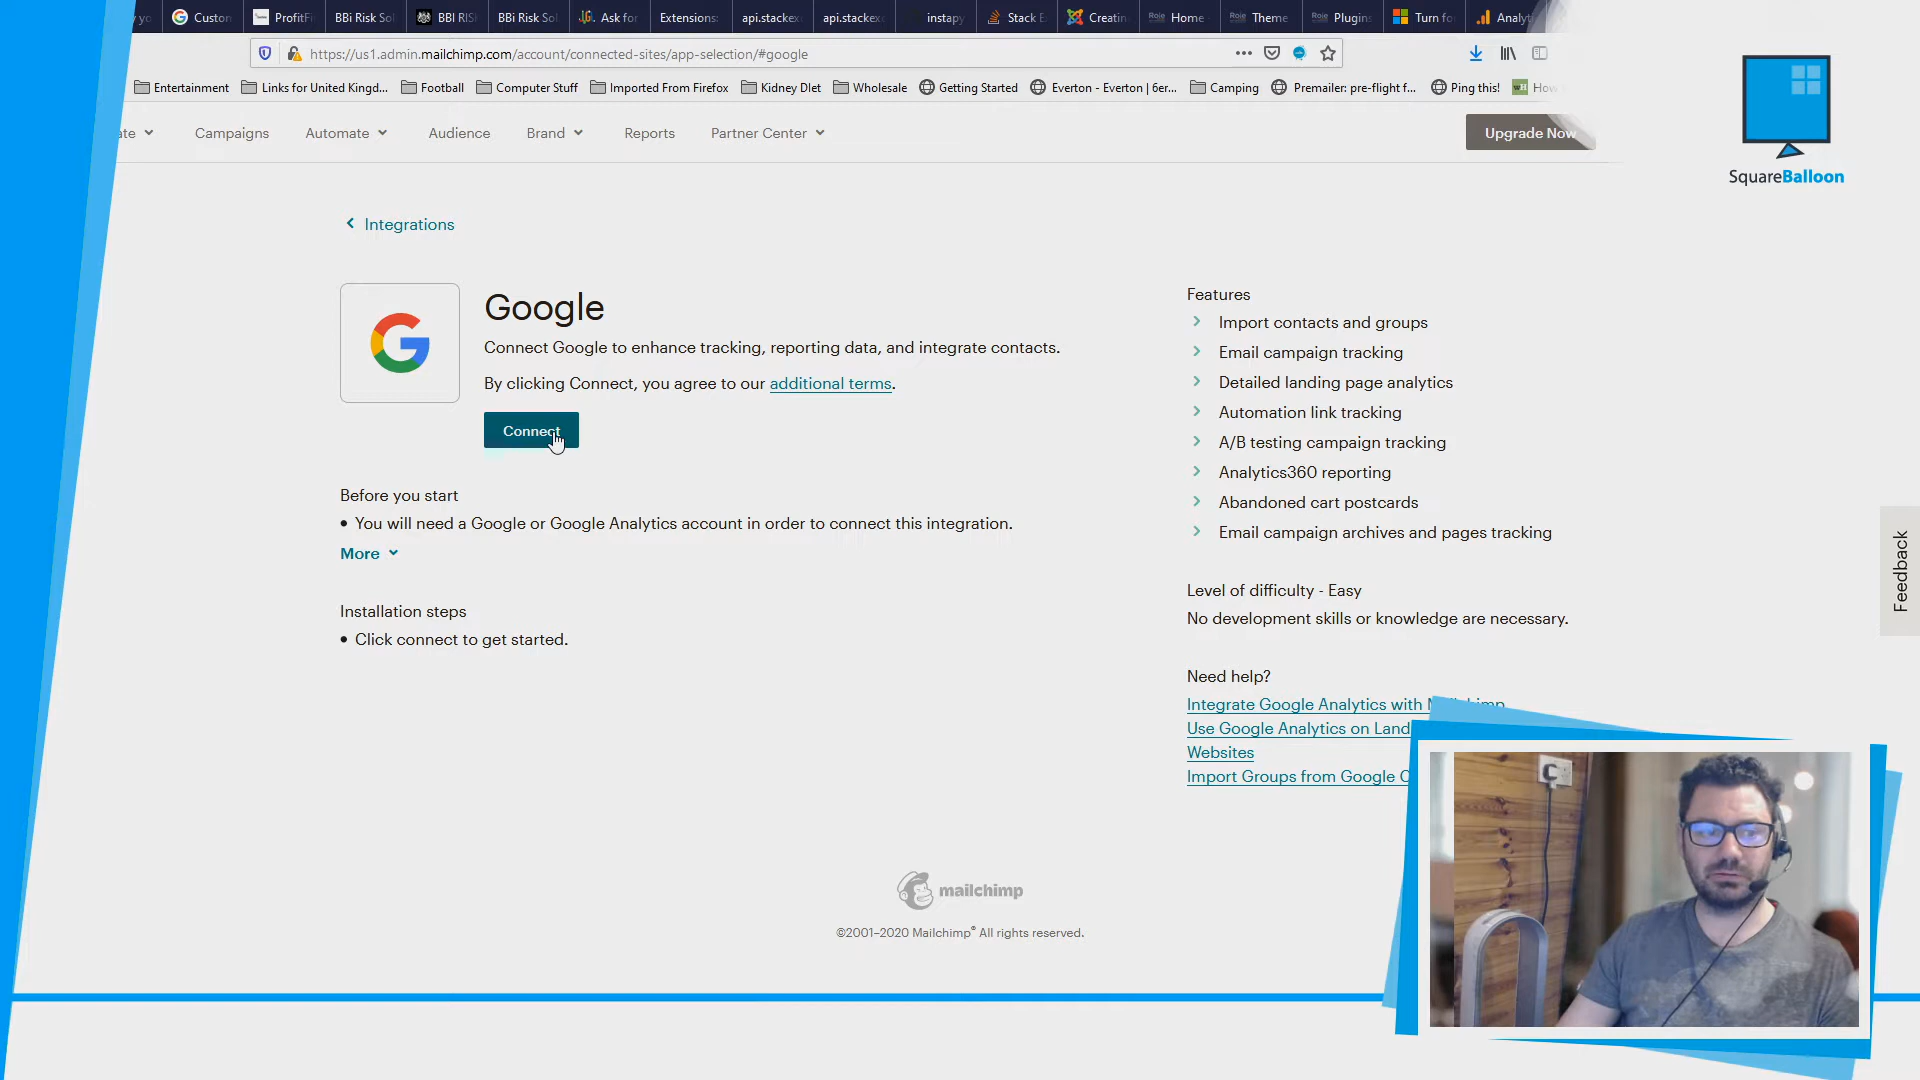 Custon
ProfitFi
BBi Risk Sol
BBI RIS
BBi Risk Sol
Ask for
Extensions:
api.stackex
api.stackex
instapy
Stack E
Creatin
Home
Theme
Plugins
Turn fo
Analyt
https://us1.admin.mailchimp.com/account/connected-sites/app-selection/#google
Entertainment
Links for United Kingd...
Football
Computer Stuff
Imported From Firefox
Kidney DIet
Wholesale
Getting Started
Everton - Everton | 6er...
Camping
Premailer: pre-flight f...
Ping this!
How
ate
Campaigns
Automate
Audience
Brand
Reports
Partner Center
Upgrade Now
SquareBalloon
Integrations
Google
Connect Google to enhance tracking, reporting data, and integrate contacts.
By clicking Connect, you agree to our additional terms.
Connect
Before you start
• You will need a Google or Google Analytics account in order to connect this integration.
More
Installation steps
• Click connect to get started.
Features
Import contacts and groups
Email campaign tracking
Detailed landing page analytics
Automation link tracking
A/B testing campaign tracking
Analytics360 reporting
Abandoned cart postcards
Email campaign archives and pages tracking
Level of difficulty - Easy
No development skills or knowledge are necessary.
Need help?
Integrate Google Analytics with Mailchimp
Use Google Analytics on Land
Websites
Import Groups from Google C
Feedback
mailchimp
©2001–2020 Mailchimp® All rights reserved.